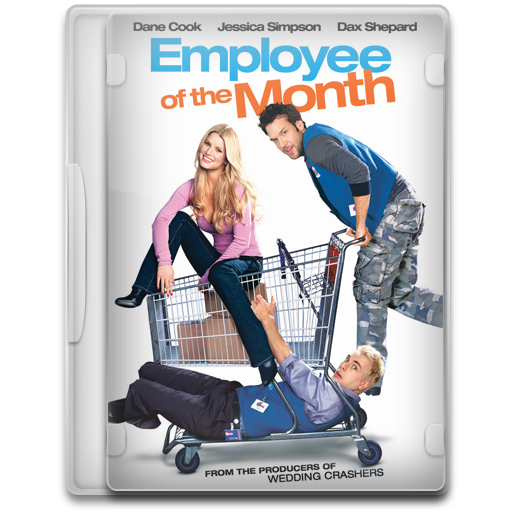 Dane Cook Jessica Simpson Dax Shepard
Employee
of the Month
FROM THE PRODUCERS OF
WEDDING CRASHERS